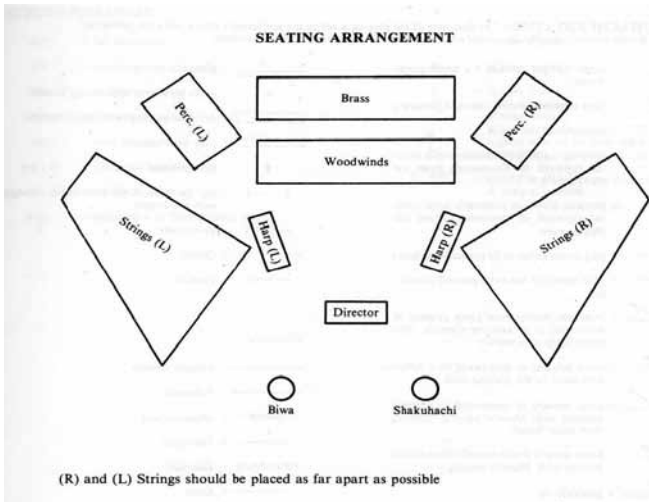 SEATING ARRANGEMENT
Brass
Perc. (L)
Perc. (R)
Woodwinds
Strings (L)
Harp (L)
Harp (R)
Strings (R)
Director
Biwa
Shakuhachi
(R) and (L) Strings should be placed as far apart as possible